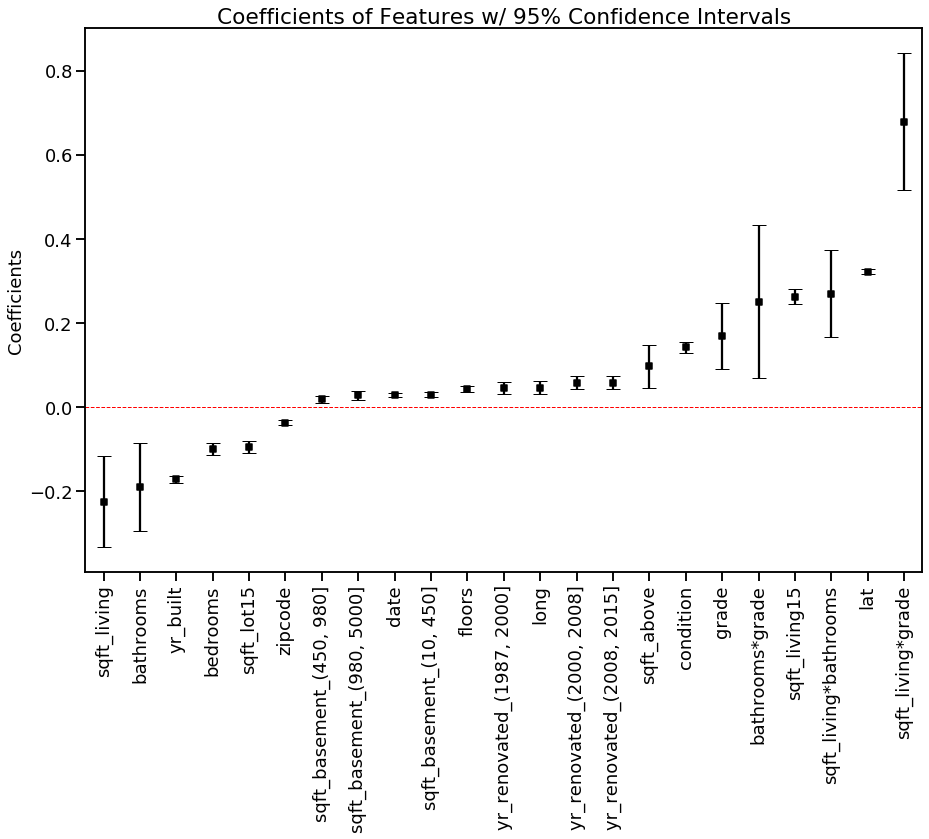 Coefficients of Features w/ 95% Confidence Intervals
Coefficients
0.8
0.6
0.4
0.2
0.0
−0.2
sqft_living
bathrooms
yr_built
bedrooms
sqft_lot15
zipcode
sqft_basement_(450, 980]
sqft_basement_(980, 5000]
date
sqft_basement_(10, 450]
floors
yr_renovated_(1987, 2000]
long
yr_renovated_(2000, 2008]
yr_renovated_(2008, 2015]
sqft_above
condition
grade
bathrooms*grade
sqft_living15
sqft_living*bathrooms
lat
sqft_living*grade